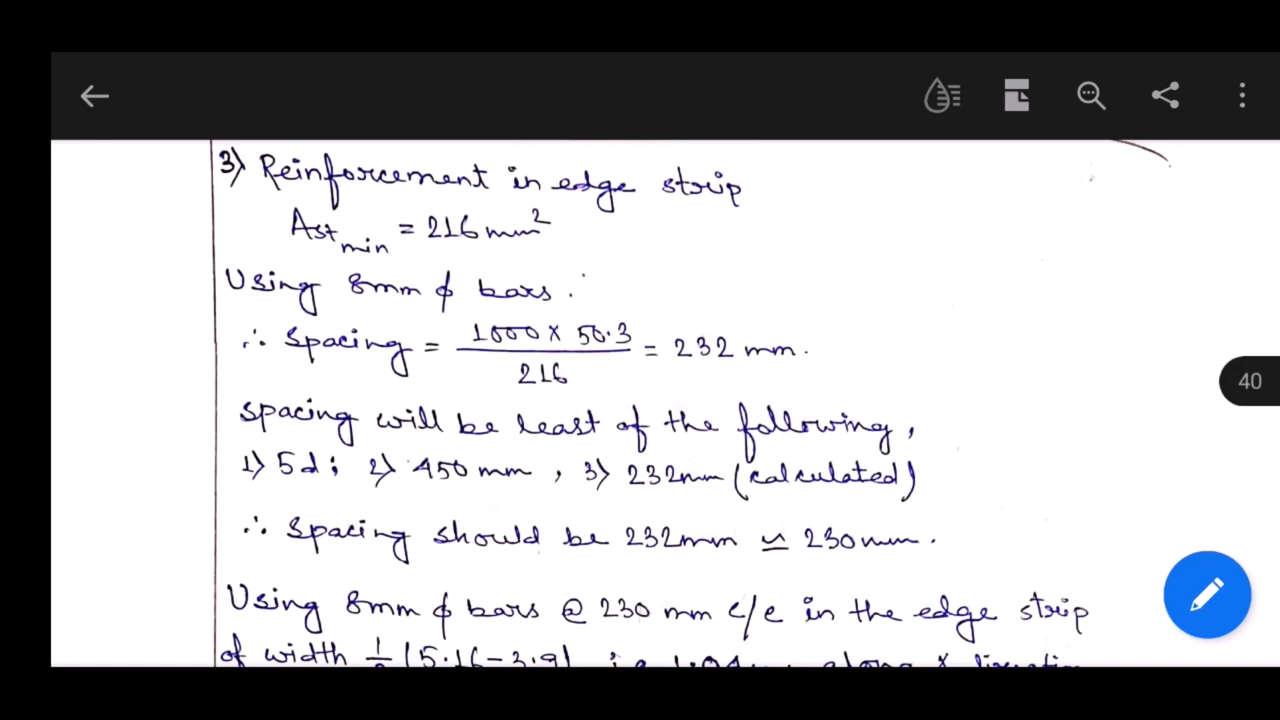 3) Reinforcement in edge strip
Ast min = 216 mm²
Using 8mm ϕ bars.
∴ Spacing = 1000 x 50.3 / 216 = 232 mm.
spacing will be least of the following,
1) 5d; 2) 450 mm, 3) 232mm (calculated)
∴ Spacing should be 232mm ≃ 230mm.
Using 8mm ϕ bars @ 230 mm c/c in the edge strip
of width
40